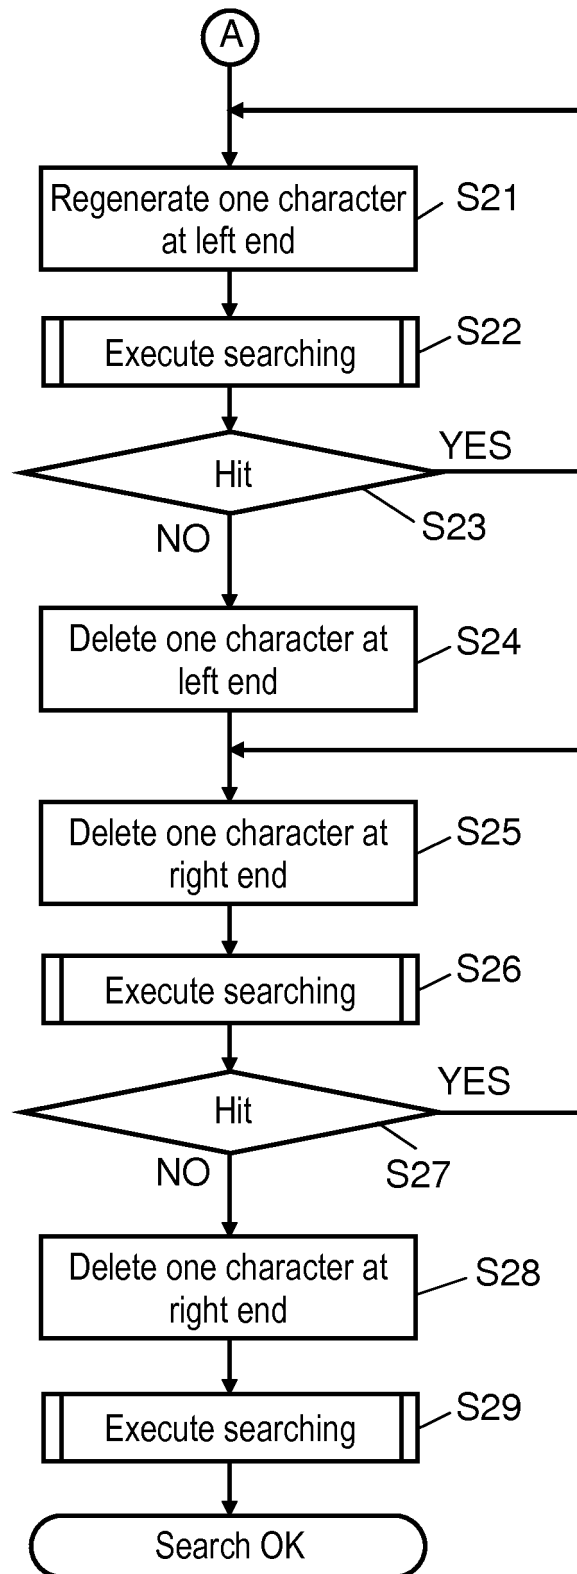 A
Regenerate one character
at left end
S21
Execute searching
S22
YES
Hit
S23
NO
Delete one character at
left end
S24
Delete one character at
right end
S25
Execute searching
S26
YES
Hit
S27
NO
Delete one character at
right end
S28
Execute searching
S29
Search OK